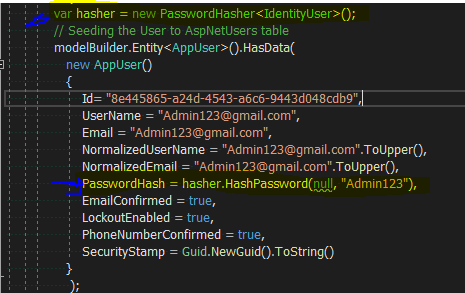 var hasher = new PasswordHasher<IdentityUser>();
// Seeding the User to AspNetUsers table
modelBuilder.Entity<AppUser>().HasData(
new AppUser()
{
Id= "8e445865-a24d-4543-a6c6-9443d048cdb9",
UserName = "Admin123@gmail.com",
Email = "Admin123@gmail.com",
NormalizedUserName = "Admin123@gmail.com".ToUpper(),
NormalizedEmail = "Admin123@gmail.com".ToUpper(),
PasswordHash = hasher.HashPassword(null, "Admin123"),
EmailConfirmed = true,
LockoutEnabled = true,
PhoneNumberConfirmed = true,
SecurityStamp = Guid.NewGuid().ToString()
}
);